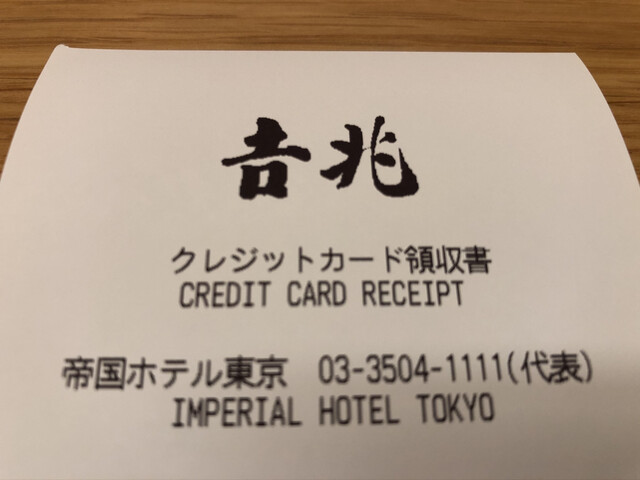 𠮷兆
クレジットカード領収書
CREDIT CARD RECEIPT
帝国ホテル東京 03-3504-1111(代表)
IMPERIAL HOTEL TOKYO